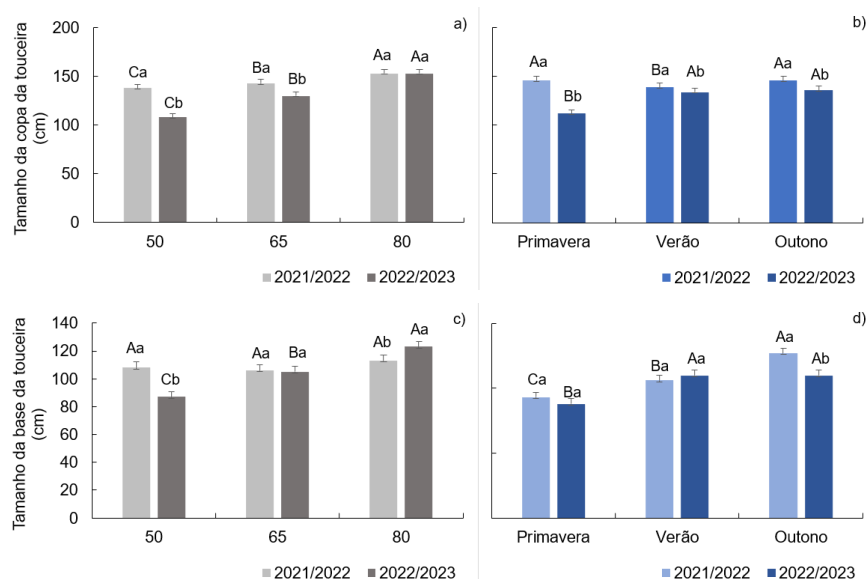 Tamanho da copa da touceira
(cm)
200
150
100
50
0
a)
Ca
Cb
Ba
Bb
Aa
Aa
50
65
80
2021/2022
2022/2023
b)
Aa
Bb
Ba
Ab
Aa
Ab
Primavera
Verão
Outono
2021/2022
2022/2023
Tamanho da base da touceira
(cm)
140
120
100
80
60
40
20
0
c)
Aa
Cb
Aa
Ba
Ab
Aa
50
65
80
2021/2022
2022/2023
d)
Ca
Ba
Ba
Aa
Aa
Ab
Primavera
Verão
Outono
2021/2022
2022/2023